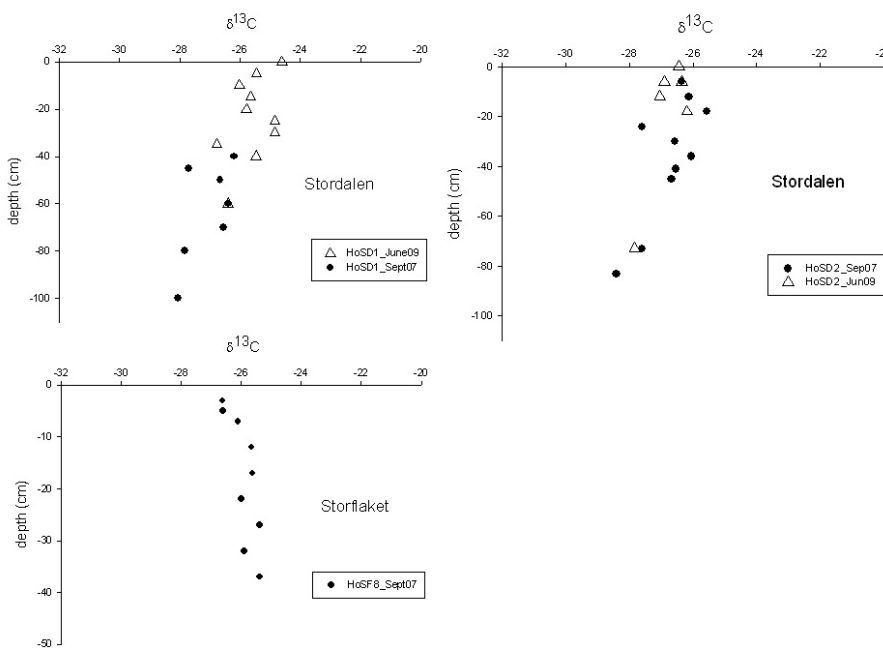 δ13C
-32 -30 -28 -26 -24 -22 -20
0
-20
-40
-60
-80
-100
depth (cm)
Stordalen
HoSD1_June09
HoSD1_Sept07
δ13C
-32 -30 -28 -26 -24 -22 -20
0
-20
-40
-60
-80
-100
depth (cm)
Stordalen
HoSD2_Sep07
HoSD2_Jun09
δ13C
-32 -30 -28 -26 -24 -22 -20
0
-10
-20
-30
-40
-50
depth (cm)
Storflaket
HoSF8_Sept07